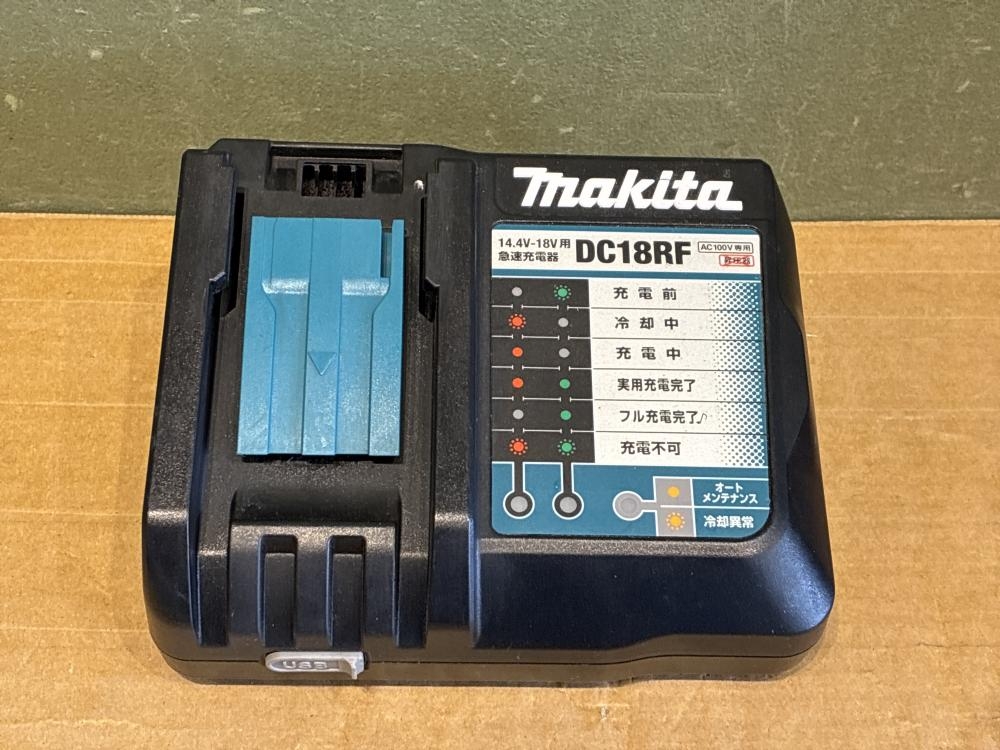 makita
14.4V-18V用
急速充電器
DC18RF
AC100V専用
充電前
冷却中
充電中
実用充電完了
フル充電完了♪
充電不可
オート
メンテナンス
冷却異常
USB